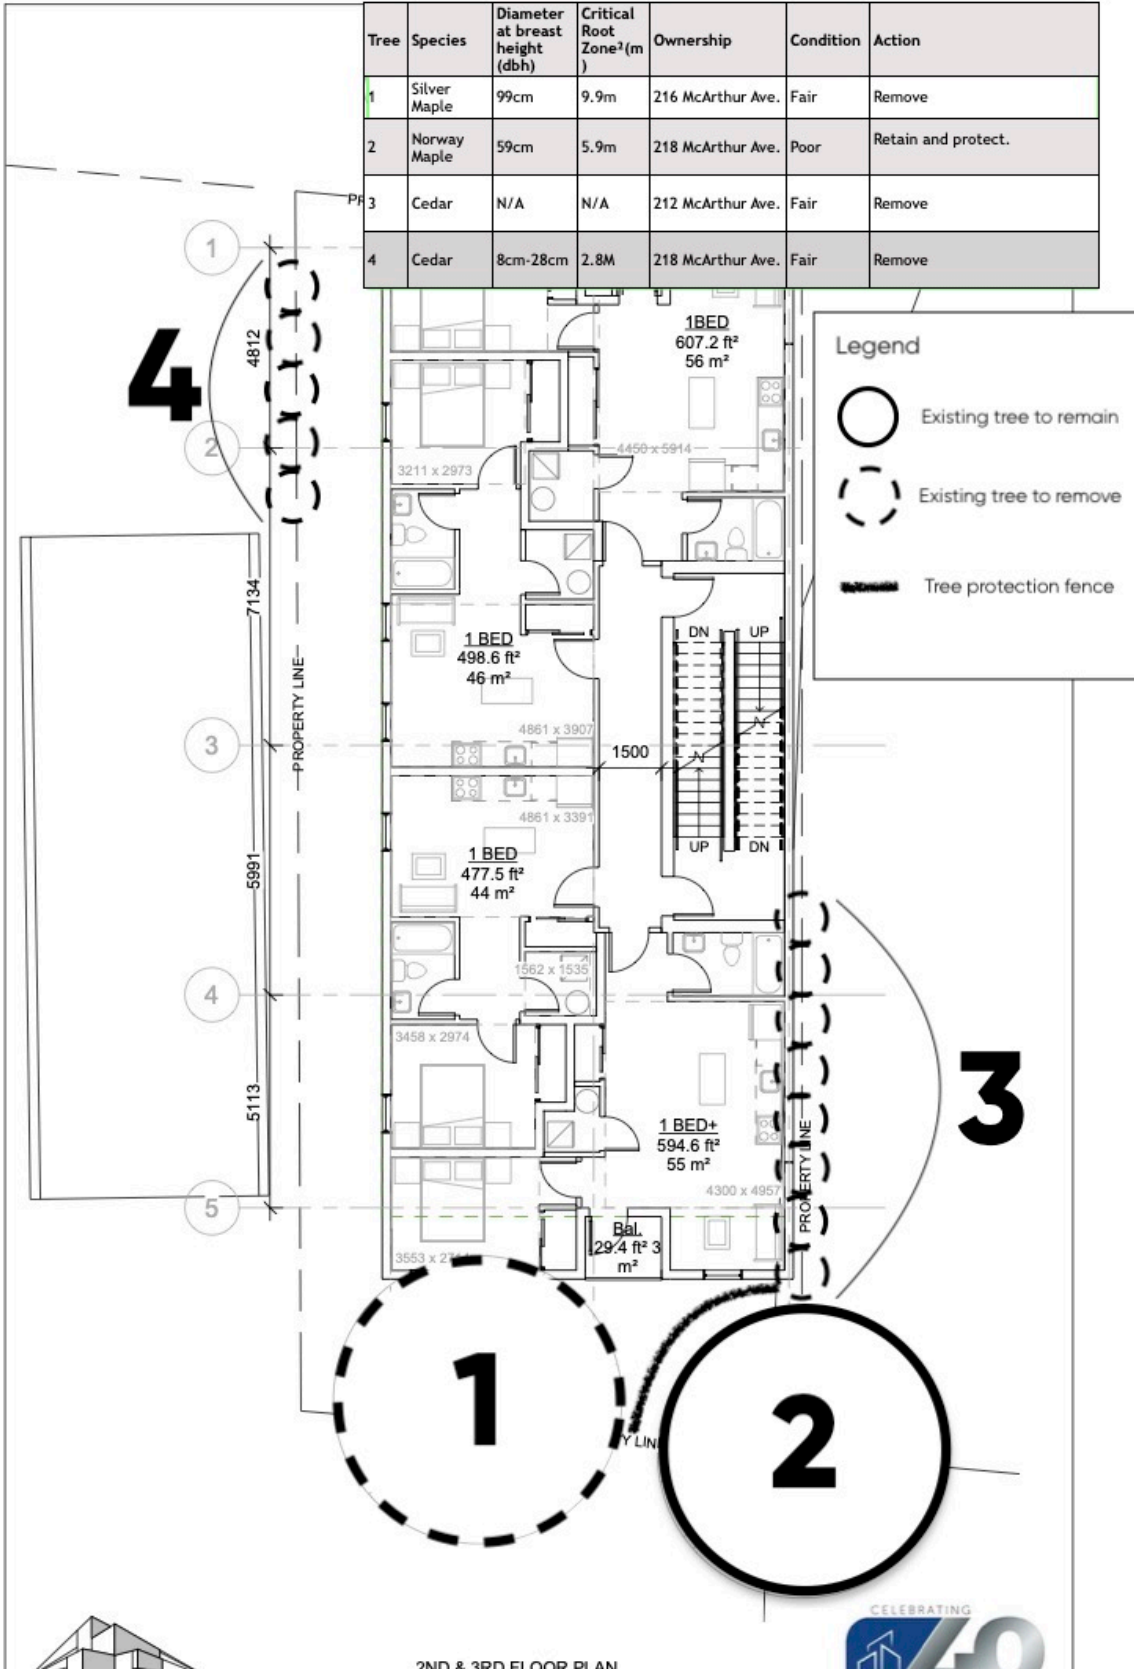 Tree Species Diameter at breast height (dbh) Critical Root Zone²(m) Ownership Condition Action
1 Silver Maple 99cm 9.9m 216 McArthur Ave. Fair Remove
2 Norway Maple 59cm 5.9m 218 McArthur Ave. Poor Retain and protect.
3 Cedar N/A N/A 212 McArthur Ave. Fair Remove
4 Cedar 8cm-28cm 2.8M 218 McArthur Ave. Fair Remove
1
4
4812
2
3211 x 2973
1BED
607.2 ft²
56 m²
4450 x 5914
Legend
Existing tree to remain
Existing tree to remove
Tree protection fence
7134
PROPERTY LINE
1 BED
498.6 ft²
46 m²
4861 x 3907
DN UP
3
1500
N
N
4861 x 3391
1 BED
477.5 ft²
44 m²
UP DN
5991
4
1562 x 1535
3458 x 2974
5113
1 BED+
594.6 ft²
55 m²
PROPERTY LINE
3
4300 x 4957
5
Bal.
29.4 ft² 3
m²
1
2
Y LIN
CELEBRATING
40
2ND & 3RD FLOOR PLAN